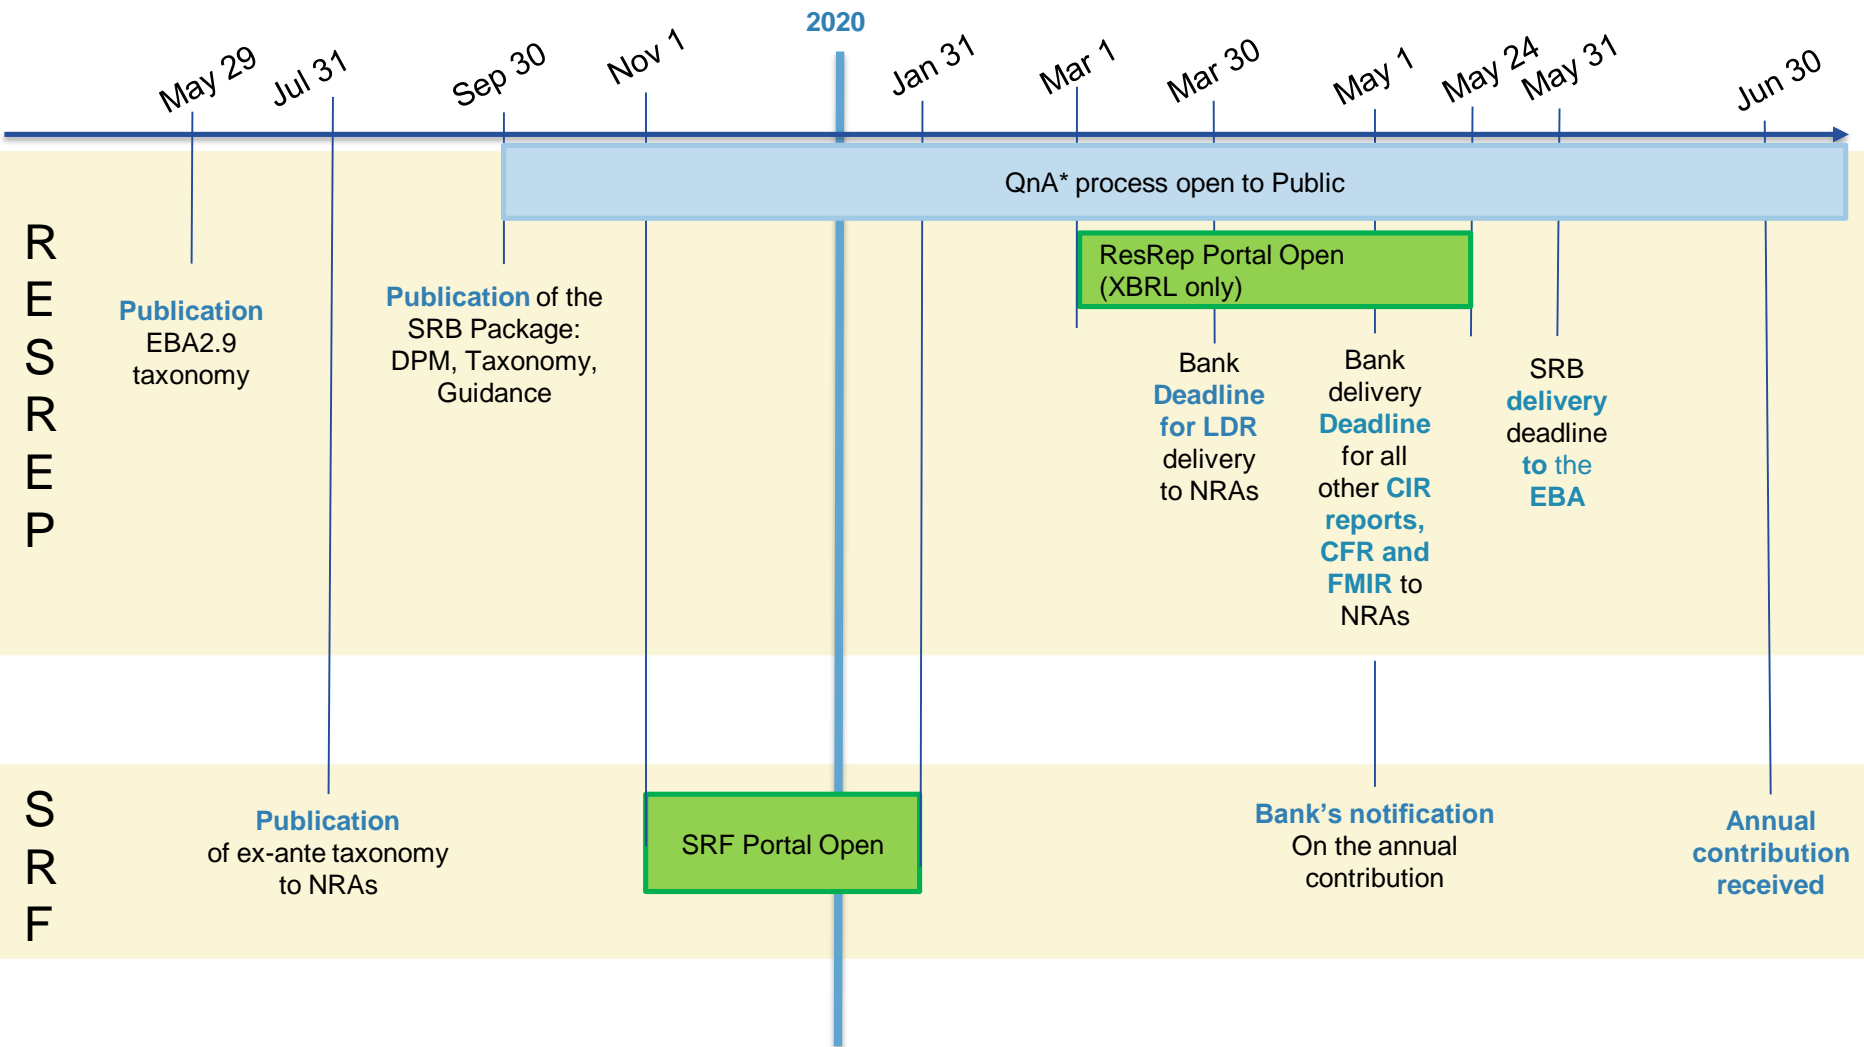 2020
May 29
Jul 31
Sep 30
Nov 1
Jan 31
Mar 1
Mar 30
May 1
May 24
May 31
Jun 30
QnA* process open to Public
R
E
S
R
E
P
ResRep Portal Open
(XBRL only)
Publication
EBA2.9
taxonomy
Publication of the
SRB Package:
DPM, Taxonomy,
Guidance
Bank
Deadline
for LDR
delivery
to NRAs
Bank
delivery
Deadline
for all
other CIR
reports,
CFR and
FMIR to
NRAs
SRB
delivery
deadline
to the
EBA
S
R
F
Publication
of ex-ante taxonomy
to NRAs
SRF Portal Open
Bank's notification
On the annual
contribution
Annual
contribution
received